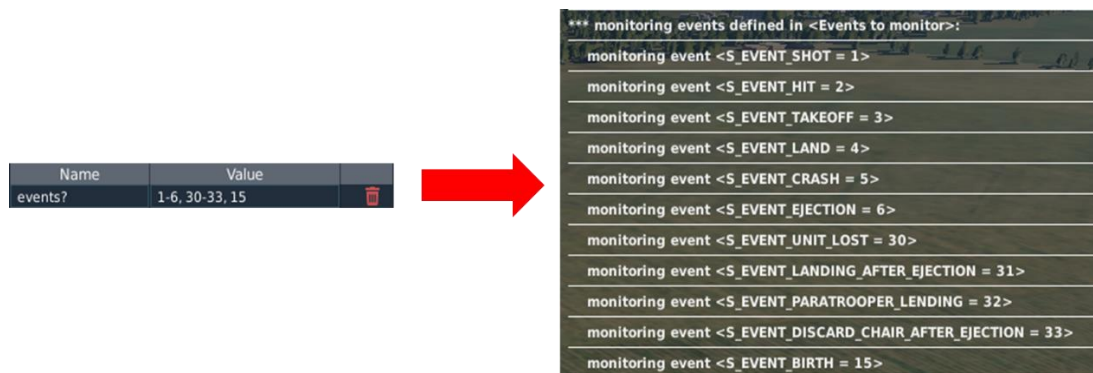 Name Value
events? 1-6, 30-33, 15
*** monitoring events defined in <Events to monitor>:
monitoring event <S_EVENT_SHOT = 1>
monitoring event <S_EVENT_HIT = 2>
monitoring event <S_EVENT_TAKEOFF = 3>
monitoring event <S_EVENT_LAND = 4>
monitoring event <S_EVENT_CRASH = 5>
monitoring event <S_EVENT_EJECTION = 6>
monitoring event <S_EVENT_UNIT_LOST = 30>
monitoring event <S_EVENT_LANDING_AFTER_EJECTION = 31>
monitoring event <S_EVENT_PARATROOPER_LENDING = 32>
monitoring event <S_EVENT_DISCARD_CHAIR_AFTER_EJECTION = 33>
monitoring event <S_EVENT_BIRTH = 15>